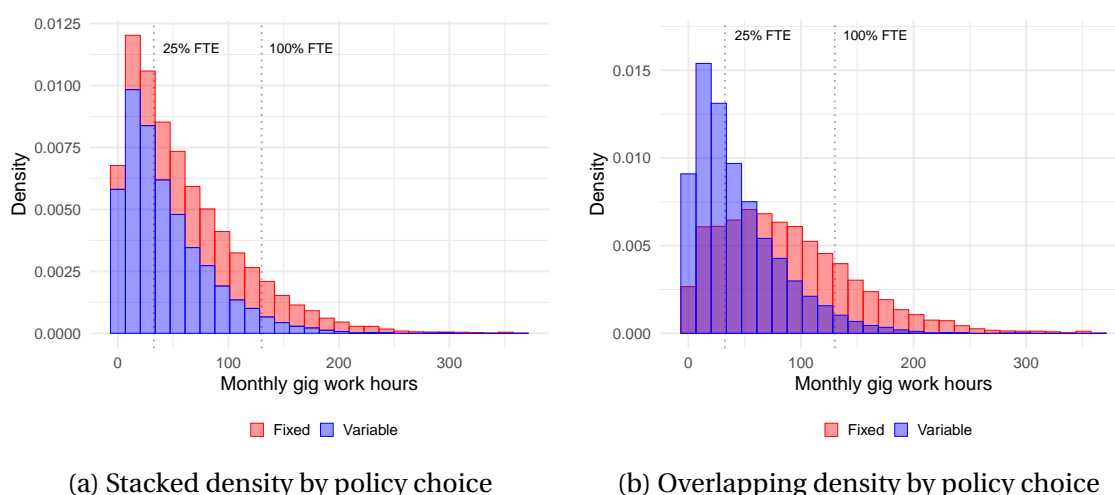 0.0125
0.0100
0.0075
0.0050
0.0025
0.0000
Density
25% FTE
100% FTE
0
100
200
300
Monthly gig work hours
Fixed
Variable
(a) Stacked density by policy choice
0.015
0.010
0.005
0.000
Density
25% FTE
100% FTE
0
100
200
300
Monthly gig work hours
Fixed
Variable
(b) Overlapping density by policy choice